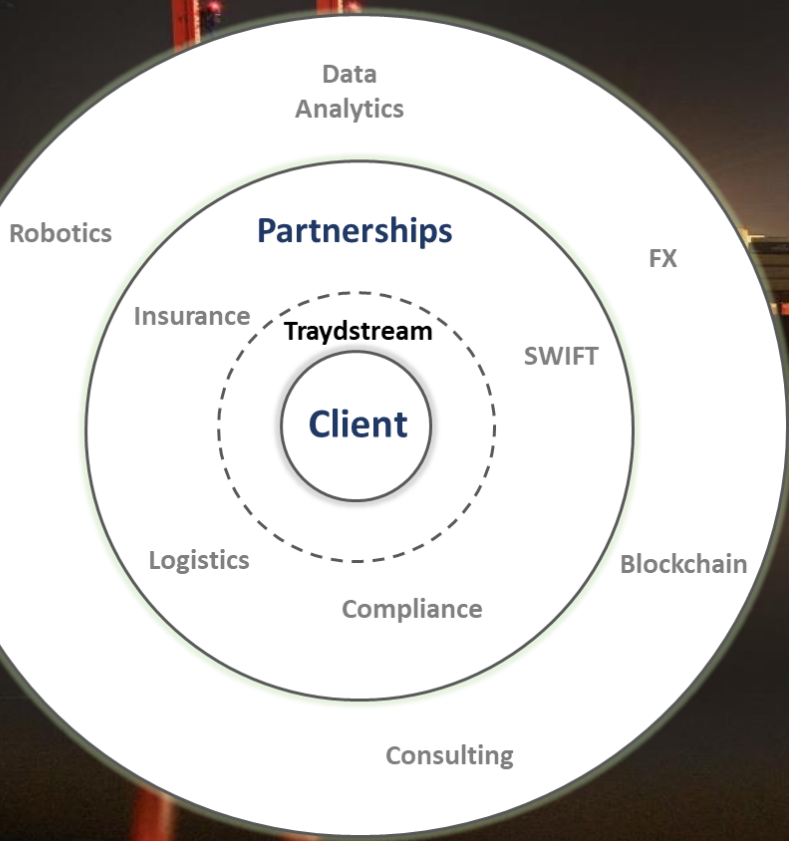 Data
Analytics
Robotics
Partnerships
FX
Insurance
Traydstream
SWIFT
Client
Logistics
Blockchain
Compliance
Consulting